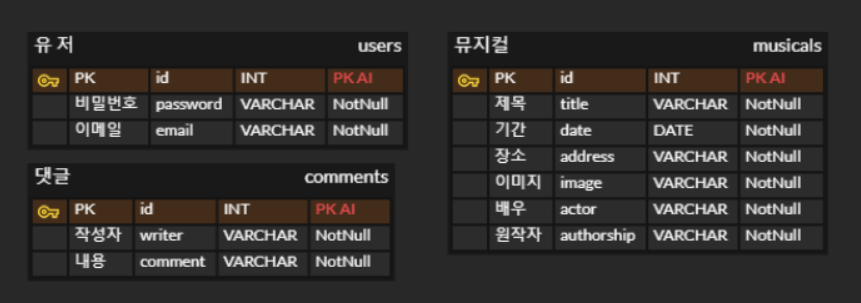 유 저 users
PK id INT PK AI
비밀번호 password VARCHAR NotNull
이메일 email VARCHAR NotNull
댓글 comments
PK id INT PK AI
작성자 writer VARCHAR NotNull
내용 comment VARCHAR NotNull
뮤지컬 musicals
PK id INT PK AI
제목 title VARCHAR NotNull
기간 date DATE NotNull
장소 address VARCHAR NotNull
이미지 image VARCHAR NotNull
배우 actor VARCHAR NotNull
원작자 authorship VARCHAR NotNull